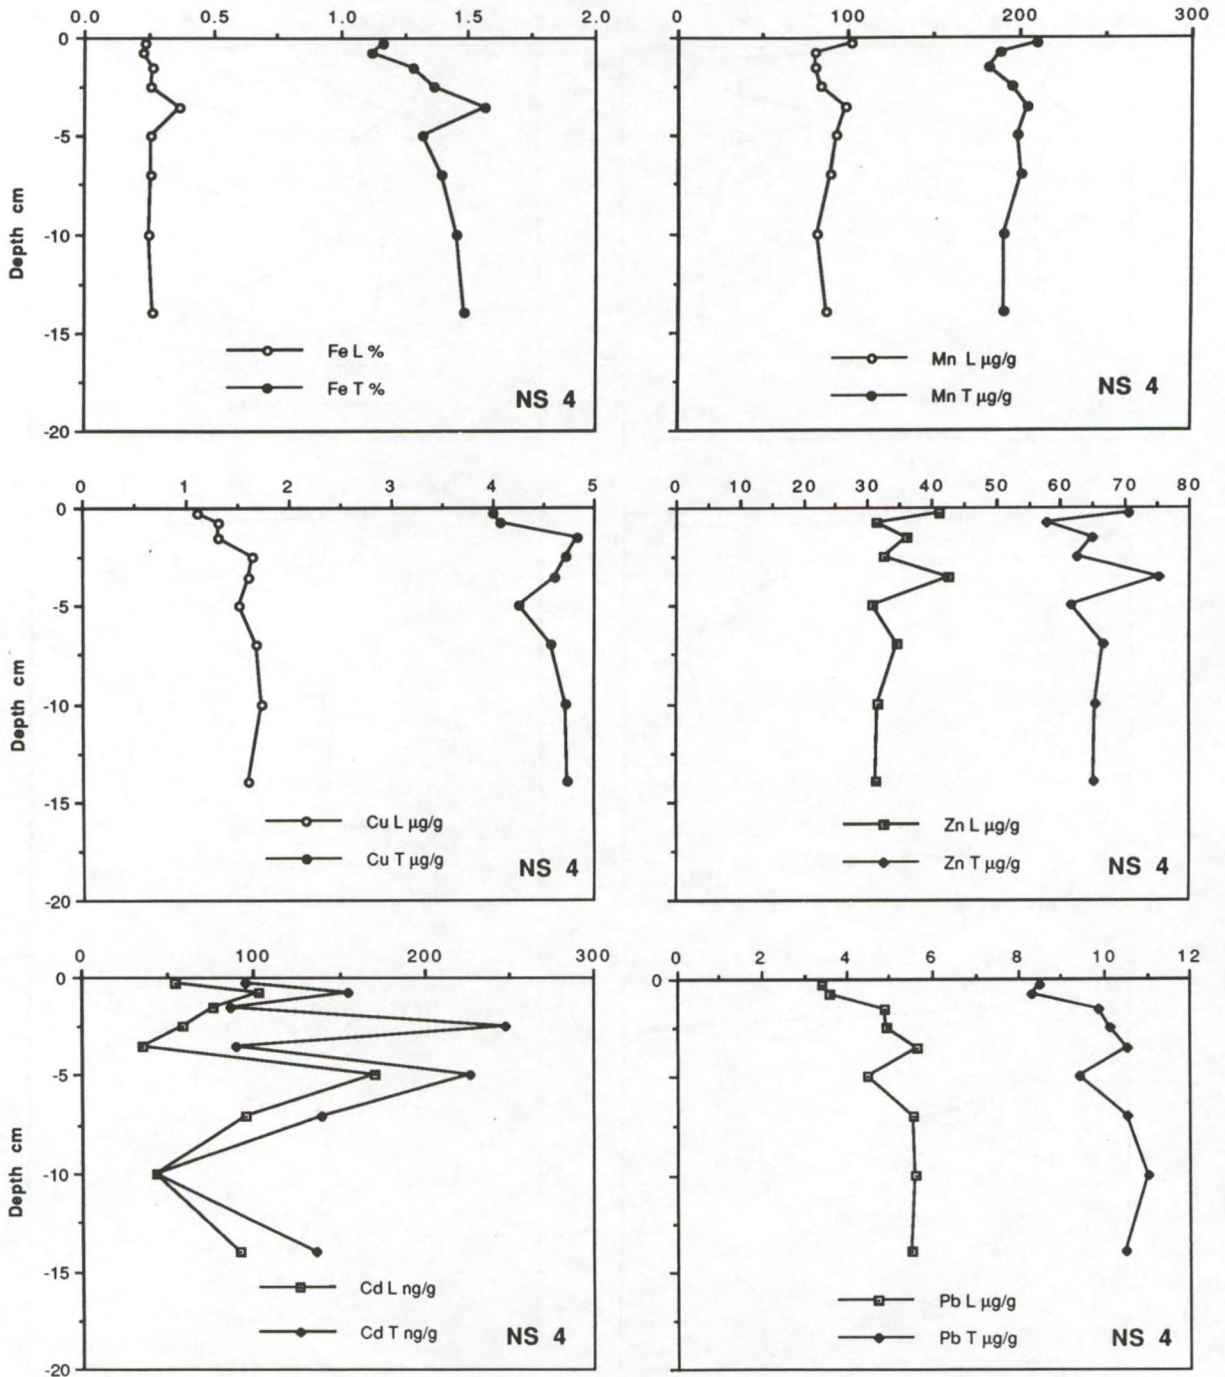 0.0 0.5 1.0 1.5 2.0
0
-5
-10
-15
-20
Depth cm
Fe L %
Fe T %
NS 4
0 100 200 300
Mn L µg/g
Mn T µg/g
NS 4
0 1 2 3 4 5
0
-5
-10
-15
-20
Depth cm
Cu L µg/g
Cu T µg/g
NS 4
0 10 20 30 40 50 60 70 80
Zn L µg/g
Zn T µg/g
NS 4
0 100 200 300
0
-5
-10
-15
-20
Depth cm
Cd L ng/g
Cd T ng/g
NS 4
0 2 4 6 8 10 12
Pb L µg/g
Pb T µg/g
NS 4